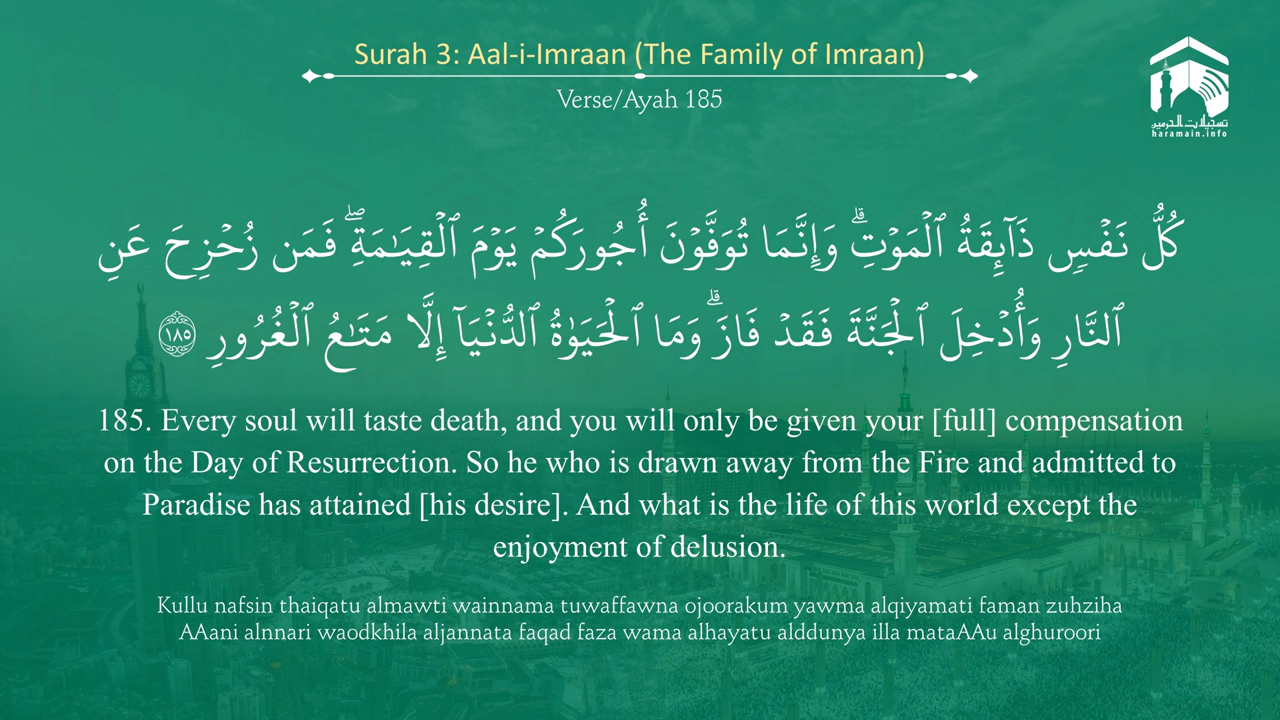 Surah 3: Aal-i-Imraan (The Family of Imraan)
Verse/Ayah 185
تسجيلات الحرمين
haramain.info
كُلُّ نَفْسٍۢ ذَآئِقَةُ ٱلْمَوْتِ ۗ وَإِنَّمَا تُوَفَّوْنَ أُجُورَكُمْ يَوْمَ ٱلْقِيَـٰمَةِ ۖ فَمَن زُحْزِحَ عَنِ
ٱلنَّارِ وَأُدْخِلَ ٱلْجَنَّةَ فَقَدْ فَازَ ۗ وَمَا ٱلْحَيَوٰةُ ٱلدُّنْيَآ إِلَّا مَتَـٰعُ ٱلْغُرُورِ ١٨٥
185. Every soul will taste death, and you will only be given your [full] compensation
on the Day of Resurrection. So he who is drawn away from the Fire and admitted to
Paradise has attained [his desire]. And what is the life of this world except the
enjoyment of delusion.
Kullu nafsin thaiqatu almawti wainnama tuwaffawna ojoorakum yawma alqiyamati faman zuhziha
AAani alnnari waodkhila aljannata faqad faza wama alhayatu alddunya illa mataAAu alghuroori